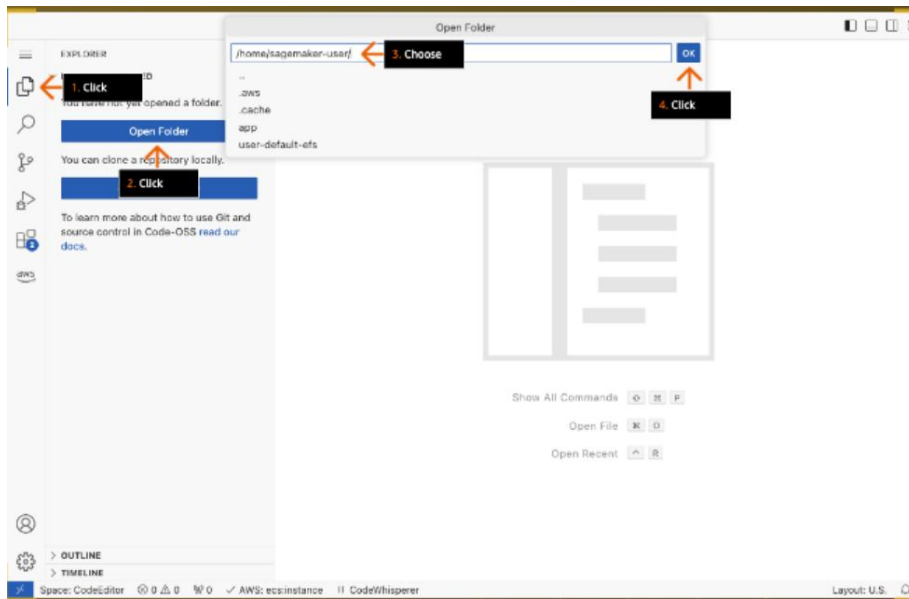 Open Folder
EXPLORER
/home/sagemaker-user/
3. Choose
OK
1. Click
You have not yet opened a folder.
..
.aws
.cache
app
user-default-efs
4. Click
Open Folder
You can clone a repository locally.
2. Click
To learn more about how to use Git and
source control in Code-OSS read our
docs.
aws
Show All Commands ⇧ ⌘ P
Open File ⌘ O
Open Recent ^ R
> OUTLINE
> TIMELINE
Space: CodeEditor 0 0 0 AWS: ecs:instance CodeWhisperer Layout: U.S.